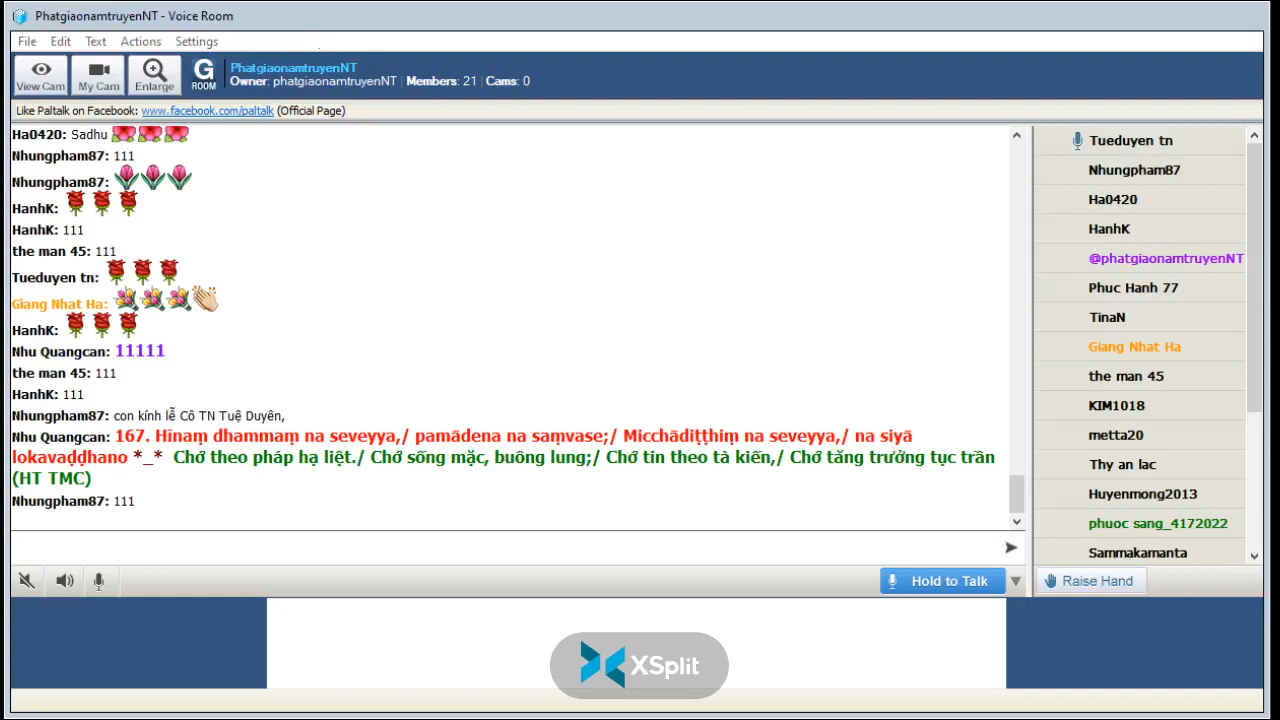 PhatgiaonamtruyenNT - Voice Room
File Edit Text Actions Settings
View Cam My Cam Enlarge
G ROOM
PhatgiaonamtruyenNT
Owner: phatgiaonamtruyenNT | Members: 21 | Cams: 0
Like Paltalk on Facebook: www.facebook.com/paltalk (Official Page)
Ha0420: Sadhu
Nhungpham87: 111
Nhungpham87:
HanhK:
HanhK: 111
the man 45: 111
Tueduyen tn:
Giang Nhat Ha:
HanhK:
Nhu Quangcan: 11111
the man 45: 111
HanhK: 111
Nhungpham87: con kính lễ Cô TN Tuệ Duyên,
Nhu Quangcan: 167. Hīnaṃ dhammaṃ na seveyya,/ pamādena na saṃvase;/ Micchādiṭṭhiṃ na seveyya,/ na siyā
lokavaḍḍhano *_* Chớ theo pháp hạ liệt./ Chớ sống mặc, buông lung;/ Chớ tin theo tà kiến,/ Chớ tăng trưởng tục trần
(HT TMC)
Nhungpham87: 111
Tueduyen tn
Nhungpham87
Ha0420
HanhK
@phatgiaonamtruyenNT
Phuc Hanh 77
TinaN
Giang Nhat Ha
the man 45
KIM1018
metta20
Thy an lac
Huyenmong2013
phuoc sang_4172022
Sammakamanta
Hold to Talk
Raise Hand
XSplit